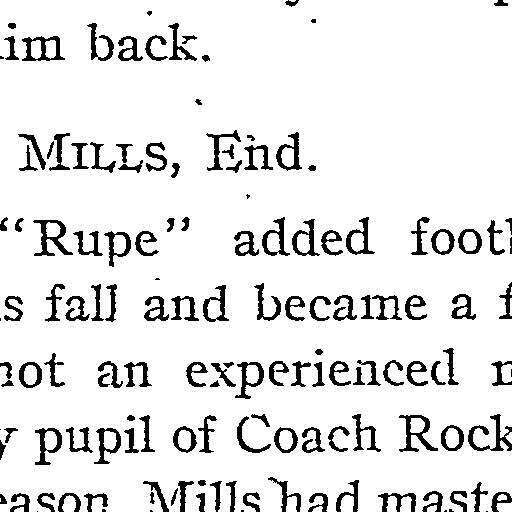 im back.
MILLS, End.
"Rupe" added foot
s fall and became a f
not an experienced
y pupil of Coach Rock
eason Mills had maste